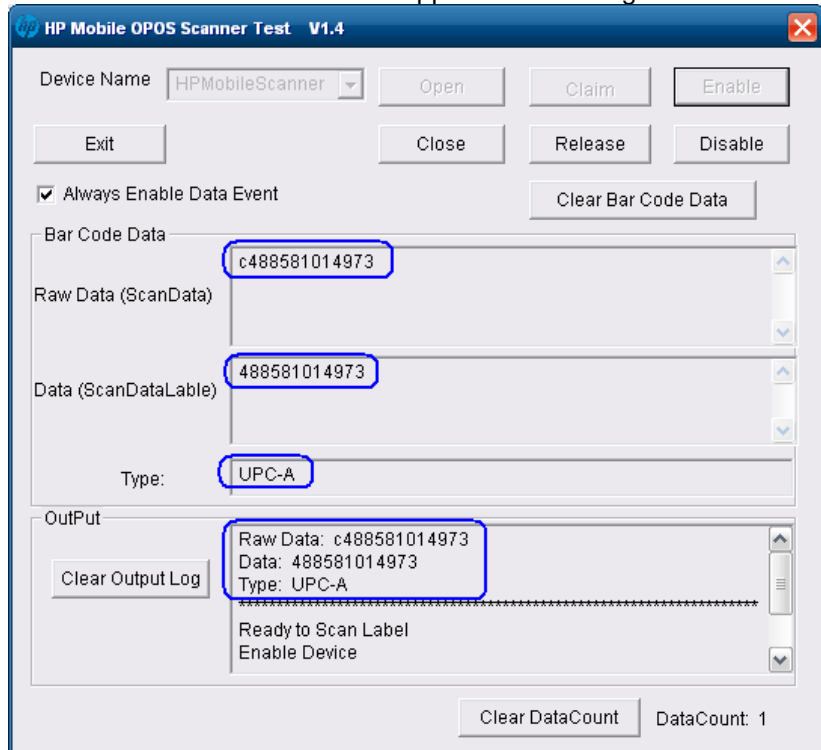 HP Mobile OPOS Scanner Test V1.4
Device Name HPMobileScanner Open Claim Enable
Exit Close Release Disable
Always Enable Data Event Clear Bar Code Data
Bar Code Data
c488581014973
Raw Data (ScanData)
488581014973
Data (ScanDataLable)
Type: UPC-A
OutPut
Raw Data: c488581014973
Data: 488581014973
Clear Output Log Type: UPC-A
********************************************************************
Ready to Scan Label
Enable Device
Clear DataCount DataCount: 1